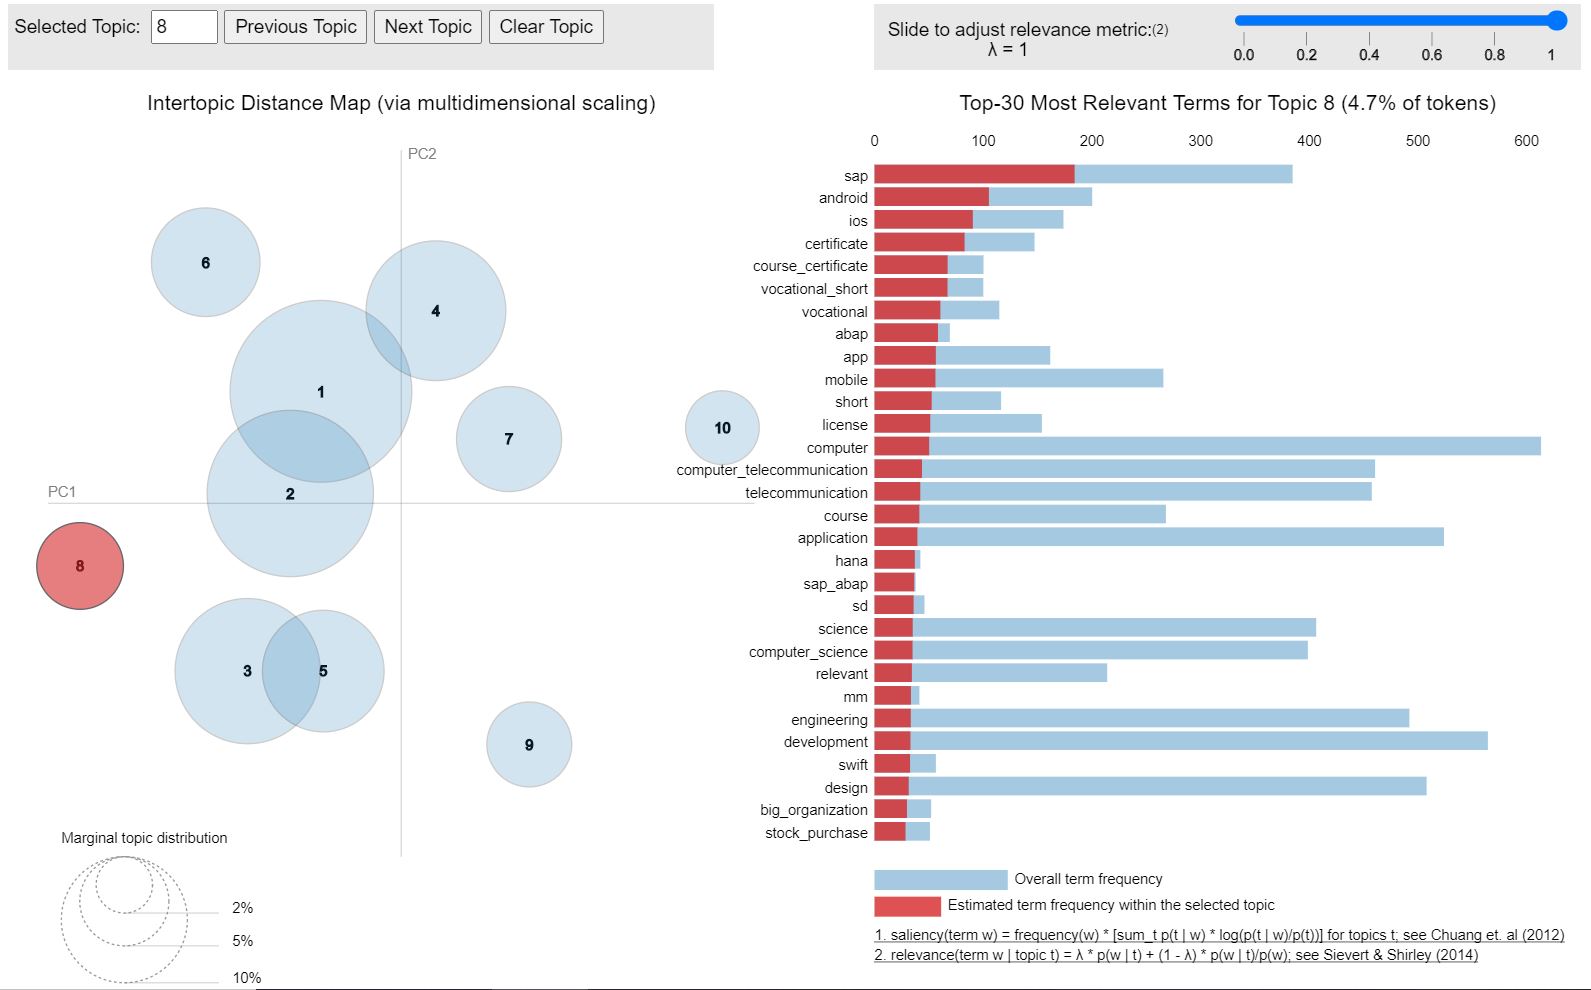 Selected Topic: 8 Previous Topic Next Topic Clear Topic
Slide to adjust relevance metric:(2)
λ = 1
0.0 0.2 0.4 0.6 0.8 1
Intertopic Distance Map (via multidimensional scaling)
PC2
PC1
6
4
1
7
10
2
8
3
5
9
Marginal topic distribution
2%
5%
10%
Top-30 Most Relevant Terms for Topic 8 (4.7% of tokens)
0 100 200 300 400 500 600
sap
android
ios
certificate
course_certificate
vocational_short
vocational
abap
app
mobile
short
license
computer
computer_telecommunication
telecommunication
course
application
hana
sap_abap
sd
science
computer_science
relevant
mm
engineering
development
swift
design
big_organization
stock_purchase
Overall term frequency
Estimated term frequency within the selected topic
1. saliency(term w) = frequency(w) * [sum_t p(t | w) * log(p(t | w)/p(t))] for topics t; see Chuang et. al (2012)
2. relevance(term w | topic t) = λ * p(w | t) + (1 - λ) * p(w | t)/p(w); see Sievert & Shirley (2014)